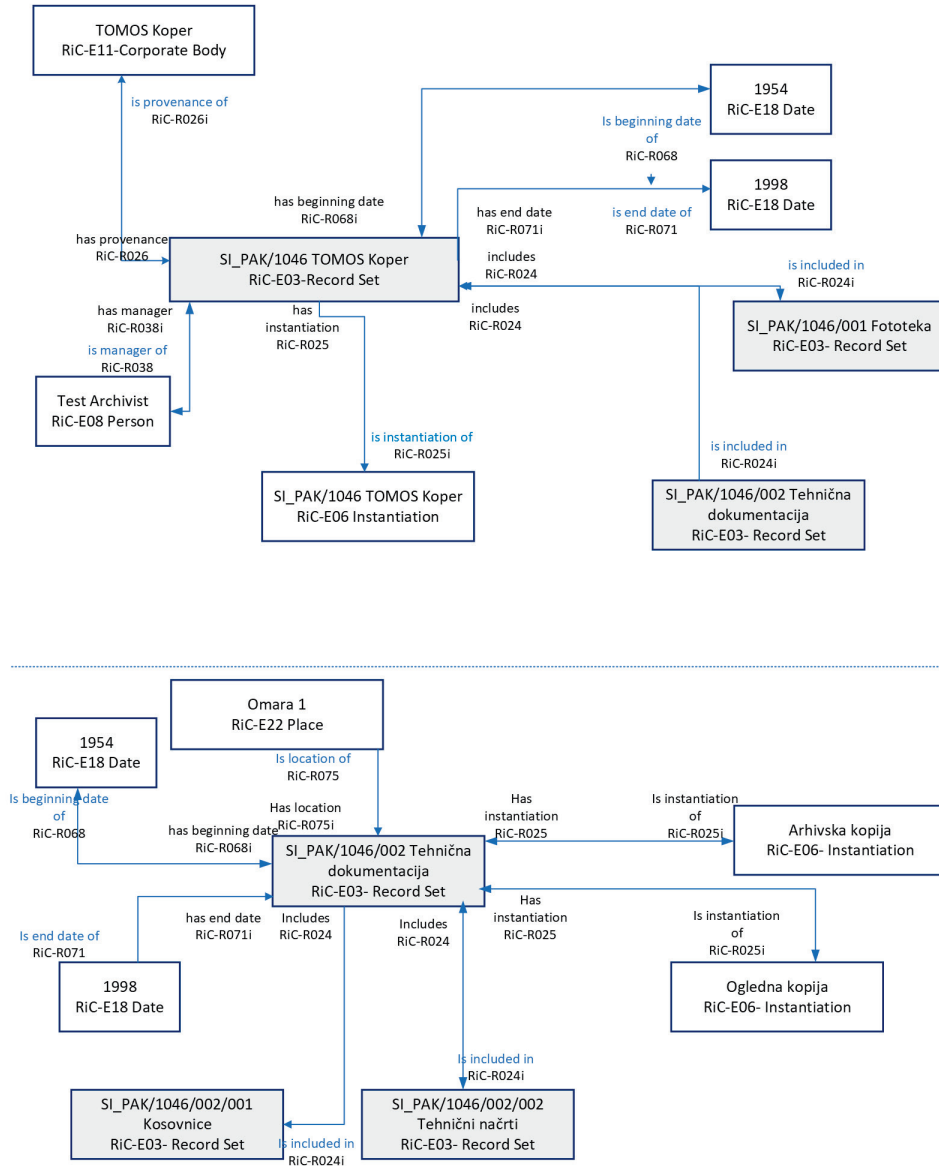 TOMOS Koper
RiC-E11-Corporate Body
is provenance of
RiC-R026i
1954
RiC-E18 Date
Is beginning date
of
RiC-R068
1998
RiC-E18 Date
has beginning date
RiC-R068i
has end date
RiC-R071i
is end date of
RiC-R071
has provenance
RiC-R026
SI_PAK/1046 TOMOS Koper
RiC-E03-Record Set
includes
RiC-R024
is included in
RiC-R024i
has manager
RiC-R038i
is manager of
RiC-R038
has
instantiation
RiC-R025
includes
RiC-R024
SI_PAK/1046/001 Fototeka
RiC-E03- Record Set
Test Archivist
RiC-E08 Person
is instantiation of
RiC-R025i
is included in
RiC-R024i
SI_PAK/1046 TOMOS Koper
RiC-E06 Instantiation
SI_PAK/1046/002 Tehnična
dokumentacija
RiC-E03- Record Set
Omara 1
RiC-E22 Place
1954
RiC-E18 Date
Is location of
RiC-R075
Is beginning date of
RiC-R068
Has location
RiC-R075i
has beginning date
RiC-R068i
Has
instantiation
RiC-R025
Is instantiation
of
RiC-R025i
Arhivska kopija
RiC-E06- Instantiation
SI_PAK/1046/002 Tehnična
dokumentacija
RiC-E03- Record Set
has end date
RiC-R071i
Includes
RiC-R024
Includes
RiC-R024
Has
instantiation
RiC-R025
Is instantiation
of
RiC-R025i
Is end date of
RiC-R071
1998
RiC-E18 Date
Ogledna kopija
RiC-E06- Instantiation
Is included in
RiC-R024i
SI_PAK/1046/002/001
Kosovnice
RiC-E03- Record Set
Is included in
RiC-R024i
SI_PAK/1046/002/002
Tehnični načrti
RiC-E03- Record Set